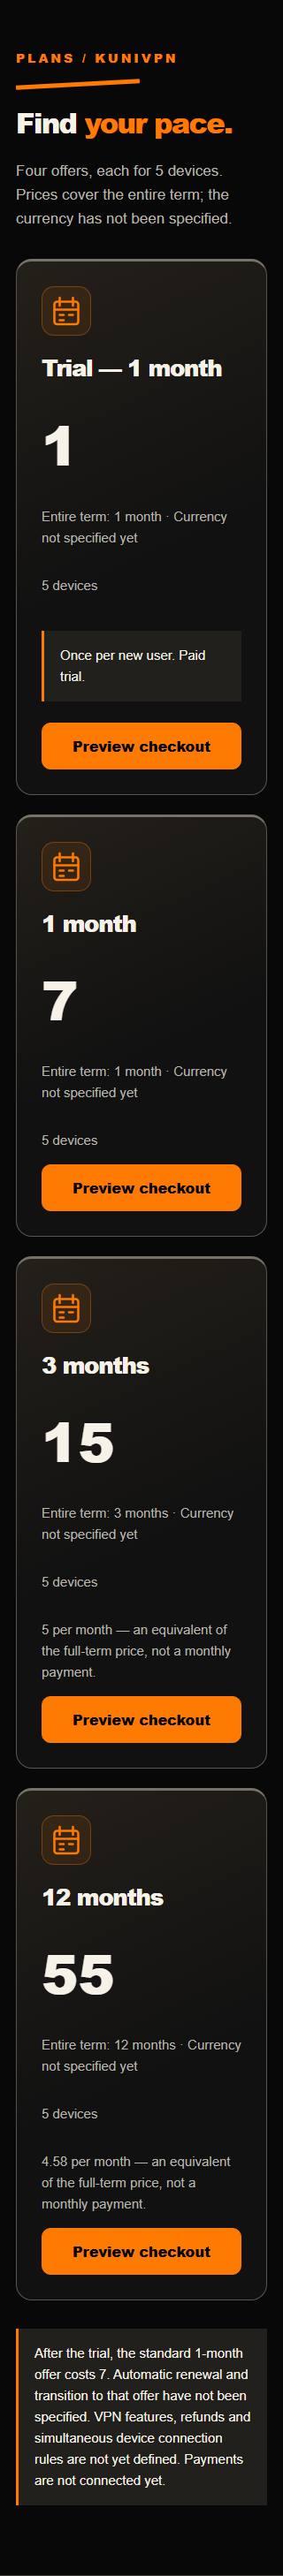 PLANS / KUNIVPN
Find your pace.
Four offers, each for 5 devices.
Prices cover the entire term; the
currency has not been specified.
Trial — 1 month
1
Entire term: 1 month · Currency
not specified yet
5 devices
Once per new user. Paid
trial.
Preview checkout
1 month
7
Entire term: 1 month · Currency
not specified yet
5 devices
Preview checkout
3 months
15
Entire term: 3 months · Currency
not specified yet
5 devices
5 per month — an equivalent of
the full-term price, not a monthly
payment.
Preview checkout
12 months
55
Entire term: 12 months · Currency
not specified yet
5 devices
4.58 per month — an equivalent
of the full-term price, not a
monthly payment.
Preview checkout
After the trial, the standard 1-month
offer costs 7. Automatic renewal and
transition to that offer have not been
specified. VPN features, refunds and
simultaneous device connection
rules are not yet defined. Payments
are not connected yet.